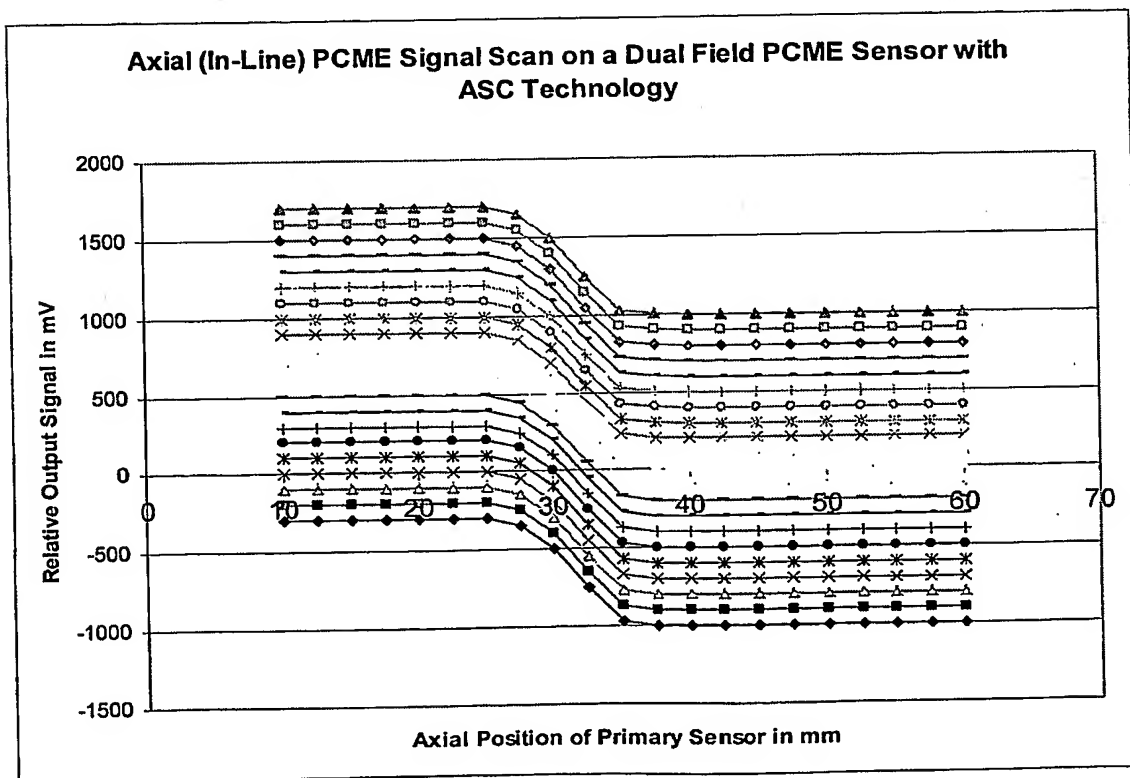 Axial (In-Line) PCME Signal Scan on a Dual Field PCME Sensor with
ASC Technology
Relative Output Signal in mV
2000
1500
1000
500
0
-500
-1000
-1500
0 10 20 30 40 50 60 70
Axial Position of Primary Sensor in mm